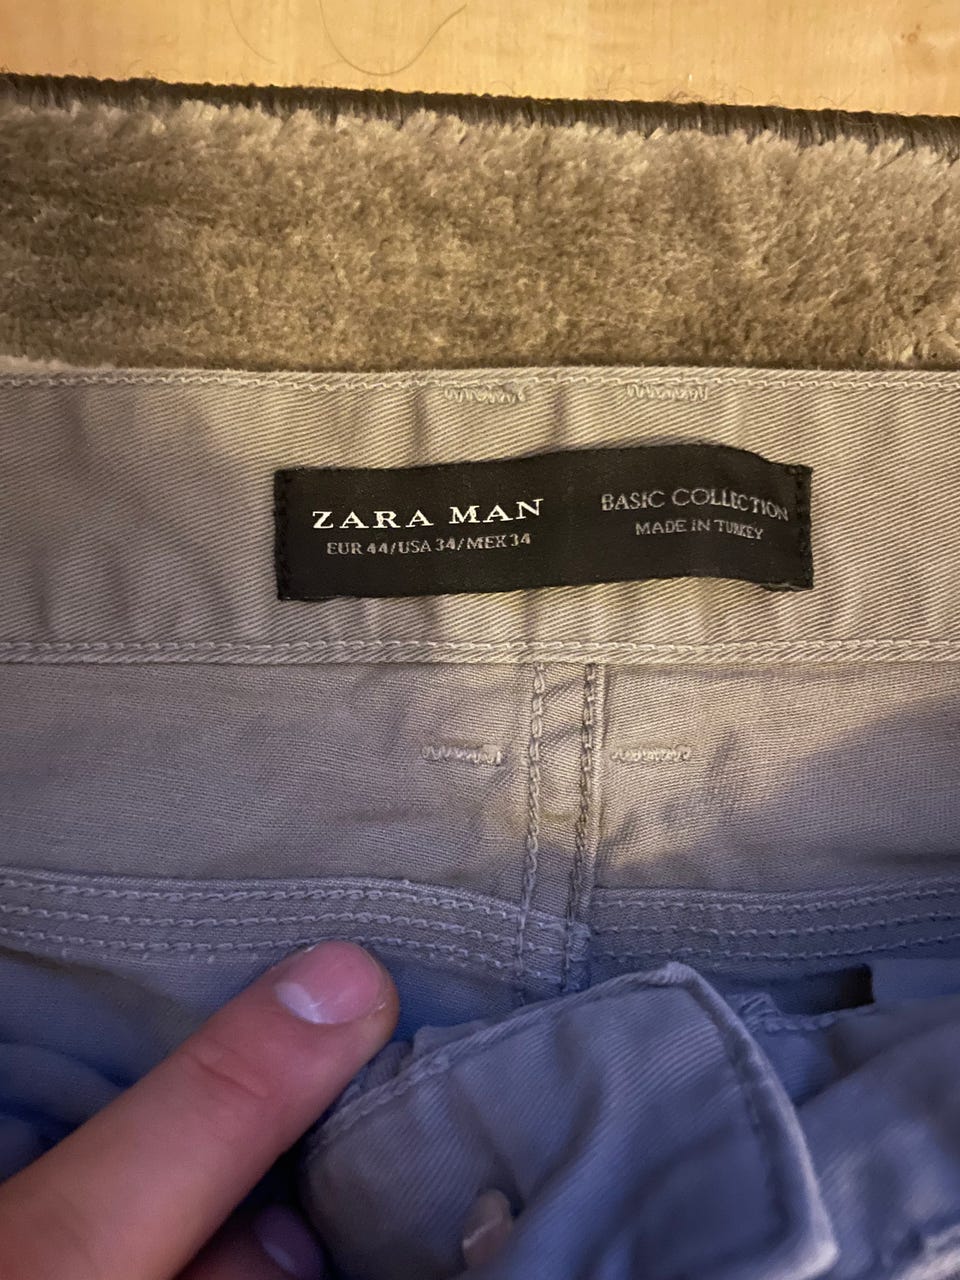 ZARA MAN
EUR 44/USA 34/MEX 34
BASIC COLLECTION
MADE IN TURKEY